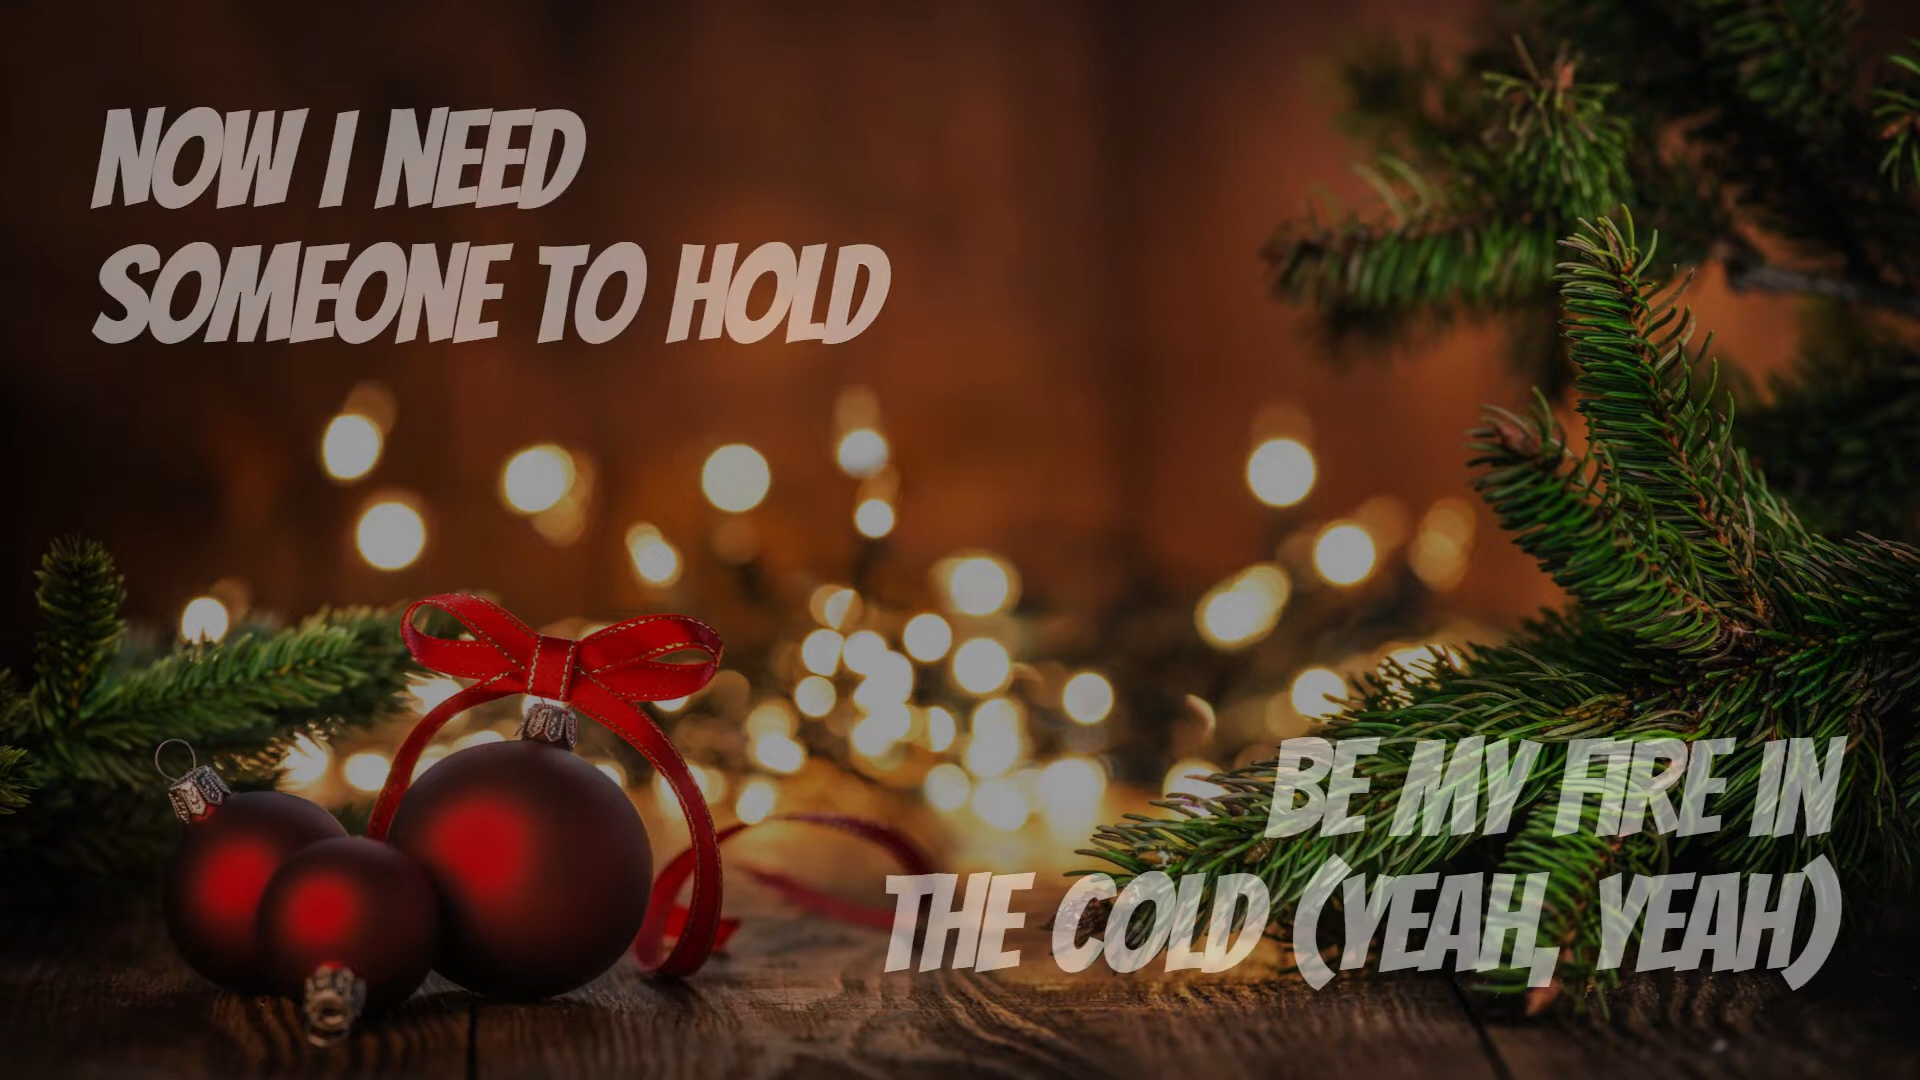 NOW I NEED
SOMEONE TO HOLD
BE MY FIRE IN
THE COLD (YEAH, YEAH)